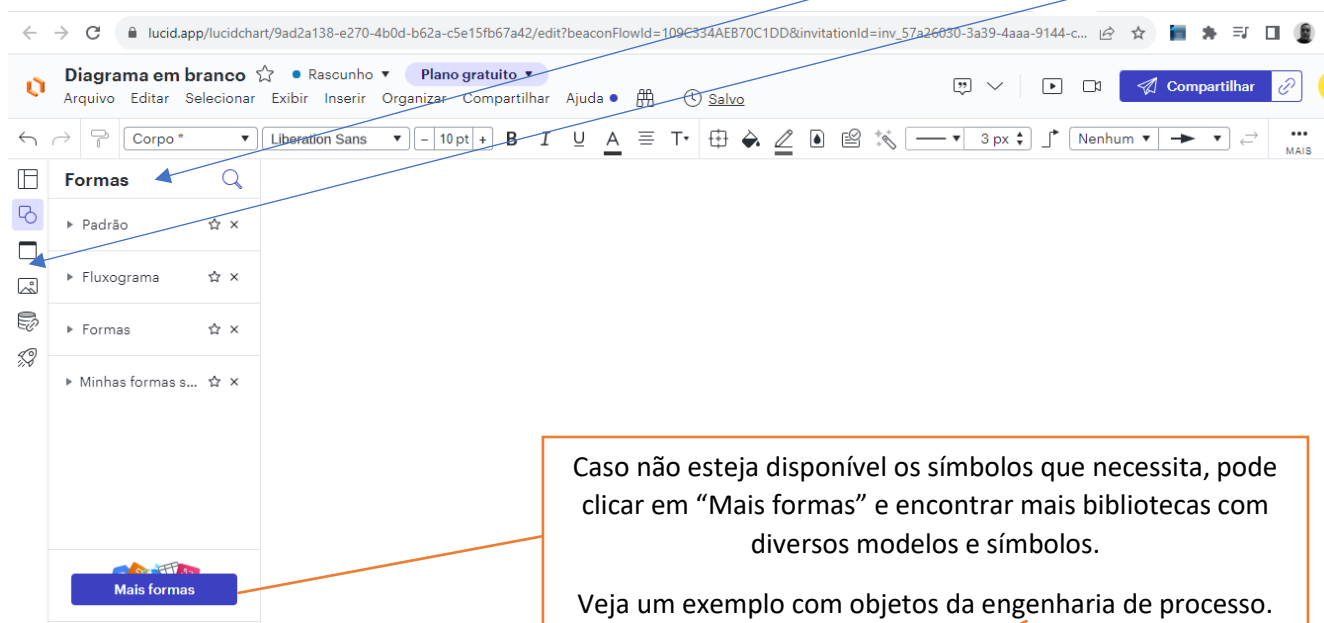 lucid.app/lucidchart/9ad2a138-e270-4b0d-b62a-c5e15fb67a42/edit?beaconFlowId=109C334AEB70C1DD&invitationId=inv_57a26030-3a39-4aaa-9144-c...
Diagrama em branco Rascunho Plano gratuito
Arquivo Editar Selecionar Exibir Inserir Organizar Compartilhar Ajuda Salvo Compartilhar
Corpo * Liberation Sans - 10 pt + B I U A T 3 px Nenhum MAIS
Formas
Padrão
Fluxograma
Formas
Minhas formas s...
Mais formas
Caso não esteja disponível os símbolos que necessita, pode
clicar em “Mais formas” e encontrar mais bibliotecas com
diversos modelos e símbolos.
Veja um exemplo com objetos da engenharia de processo.